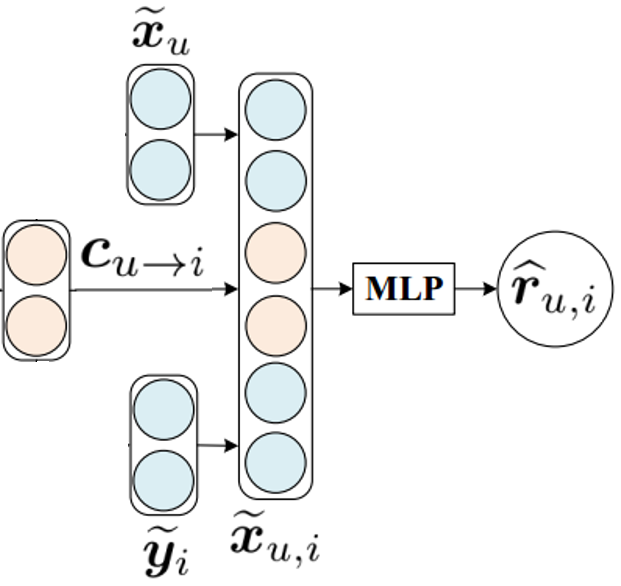 x̃_u
c_{u→i}
MLP
r̂_{u,i}
ỹ_i
x̃_{u,i}